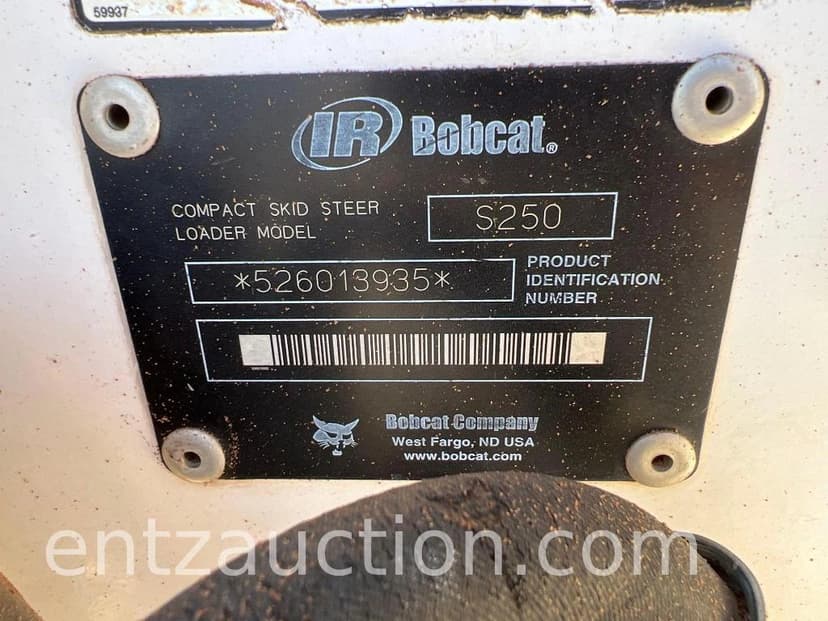 59937
IR Bobcat®
COMPACT SKID STEER
LOADER MODEL
S250
*526013935*
PRODUCT
IDENTIFICATION
NUMBER
Bobcat Company
West Fargo, ND USA
www.bobcat.com
entzauction.com